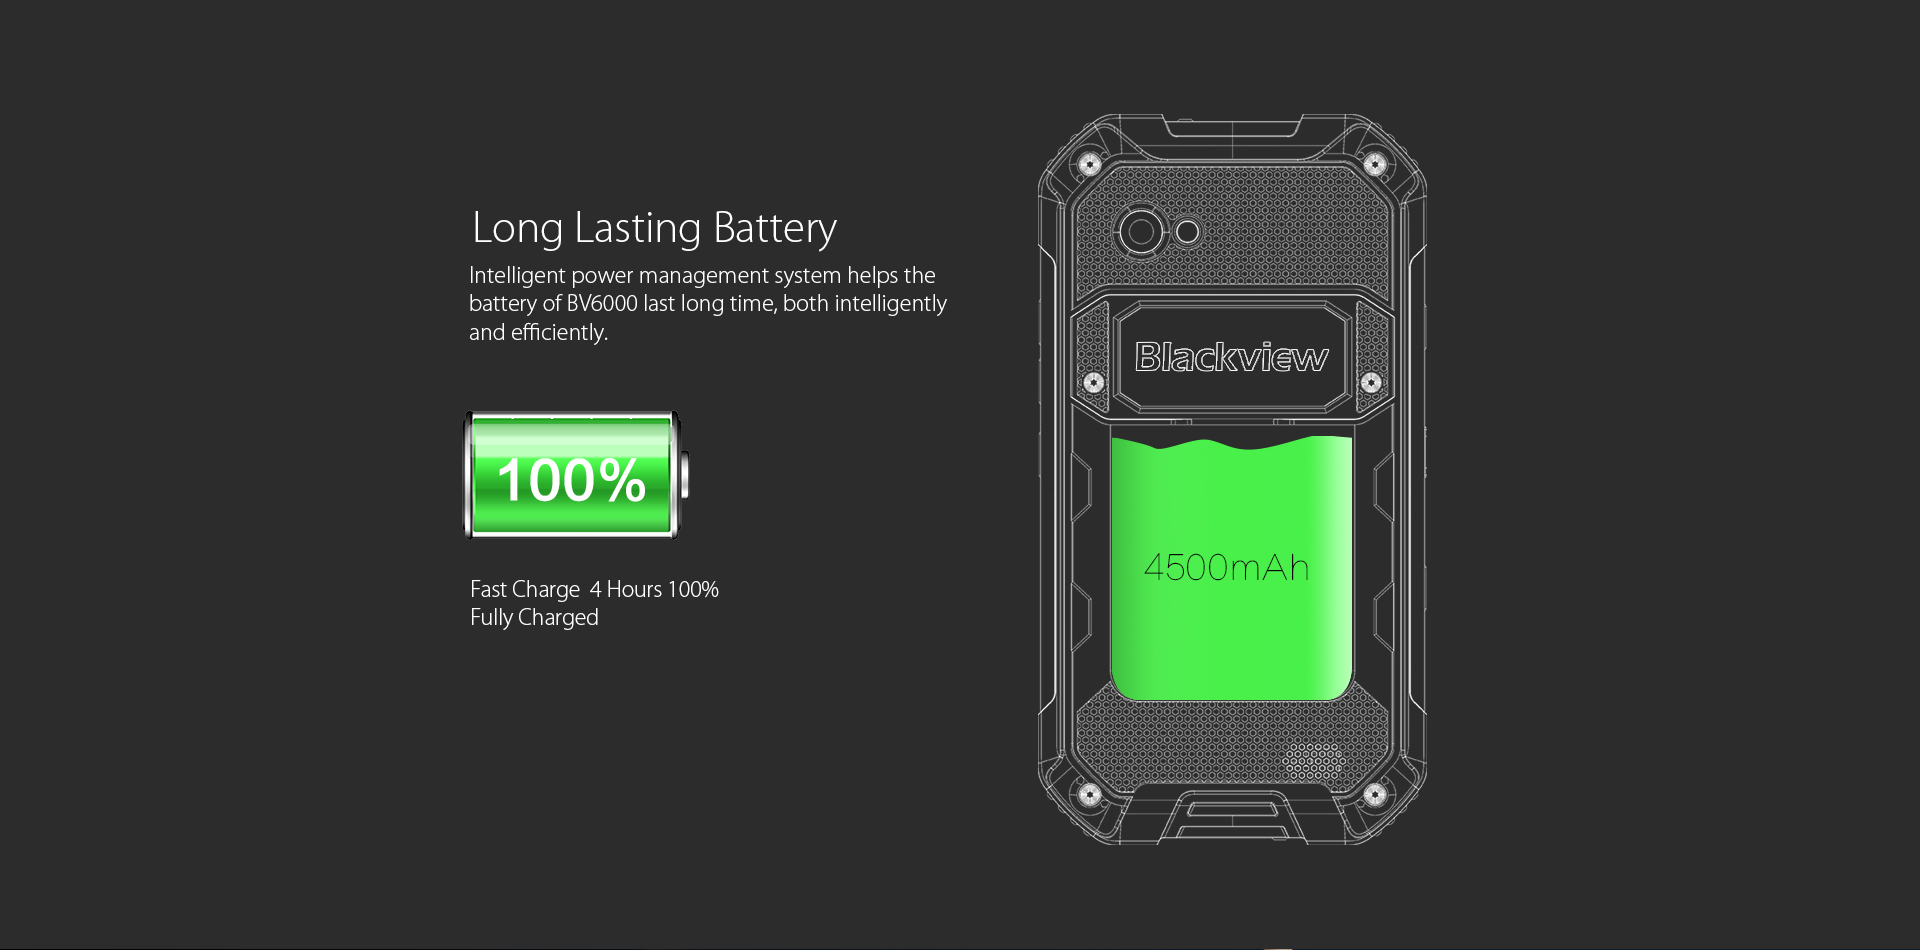 Long Lasting Battery
Intelligent power management system helps the
battery of BV6000 last long time, both intelligently
and efficiently.
100%
Fast Charge 4 Hours 100%
Fully Charged
Blackview
4500mAh